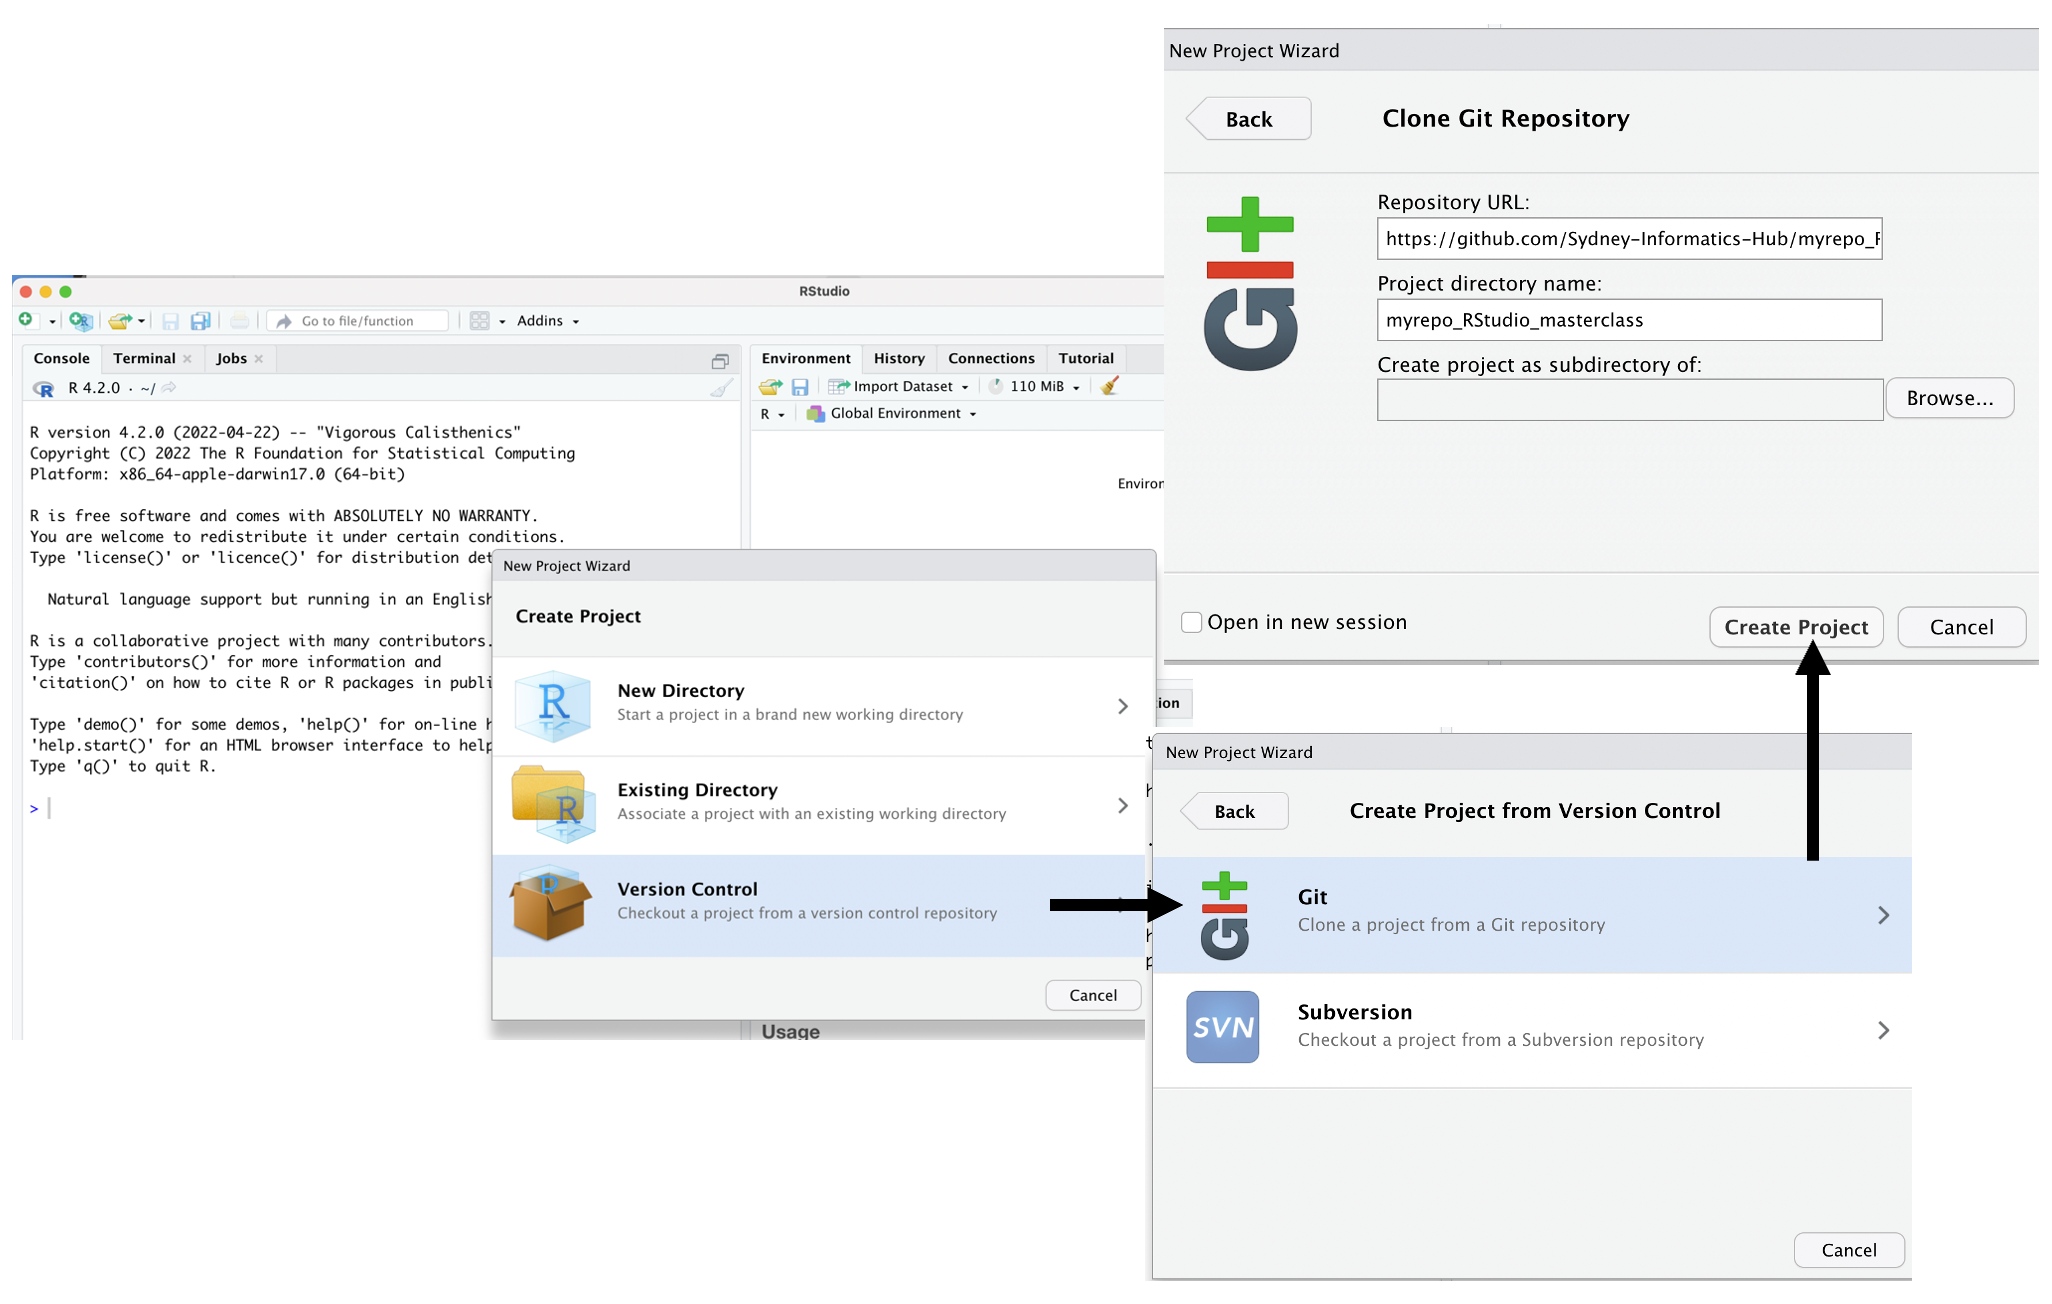 RStudio
Go to file/function
Addins
Console
Terminal
Jobs
R 4.2.0 · ~/
R version 4.2.0 (2022-04-22) -- "Vigorous Calisthenics"
Copyright (C) 2022 The R Foundation for Statistical Computing
Platform: x86_64-apple-darwin17.0 (64-bit)
R is free software and comes with ABSOLUTELY NO WARRANTY.
You are welcome to redistribute it under certain conditions.
Type 'license()' or 'licence()' for distribution det
Natural language support but running in an English
R is a collaborative project with many contributors.
Type 'contributors()' for more information and
'citation()' on how to cite R or R packages in publi
Type 'demo()' for some demos, 'help()' for on-line h
'help.start()' for an HTML browser interface to help
Type 'q()' to quit R.
>
Environment
History
Connections
Tutorial
Import Dataset
110 MiB
R
Global Environment
Environ
Usage
New Project Wizard
Create Project
R
New Directory
Start a project in a brand new working directory
R
Existing Directory
Associate a project with an existing working directory
R
Version Control
Checkout a project from a version control repository
Cancel
ion
New Project Wizard
Back
Create Project from Version Control
Git
Git
Clone a project from a Git repository
SVN
Subversion
Checkout a project from a Subversion repository
Cancel
New Project Wizard
Back
Clone Git Repository
Git
Repository URL:
https://github.com/Sydney-Informatics-Hub/myrepo_R
Project directory name:
myrepo_RStudio_masterclass
Create project as subdirectory of:
Browse...
Open in new session
Create Project
Cancel